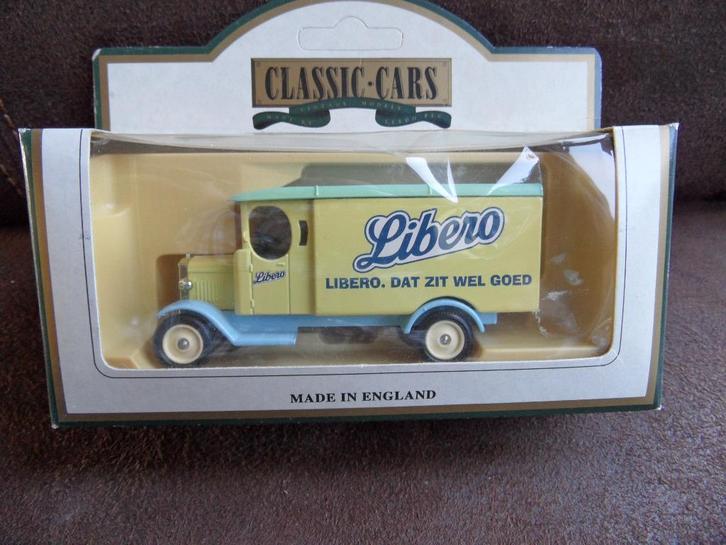 CLASSIC·CARS
Libero
LIBERO. DAT ZIT WEL GOED
Libero
MADE IN ENGLAND